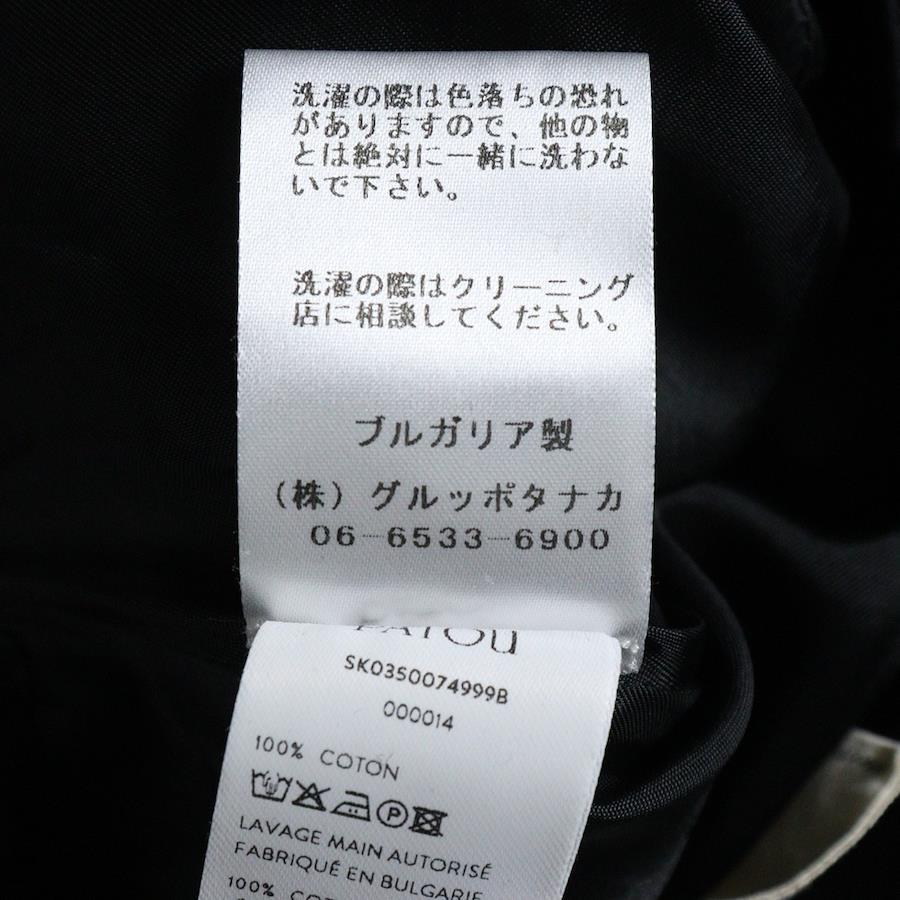 洗濯の際は色落ちの恐れ
がありますので、他の物
とは絶対に一緒に洗わな
いで下さい。
洗濯の際はクリーニング
店に相談してください。
ブルガリア製
(株)グルッポタナカ
06-6533-6900
PATOU
SK0350074999B
000014
100% COTON
LAVAGE MAIN AUTORISÉ
FABRIQUÉ EN BULGARIE
100% COTTON